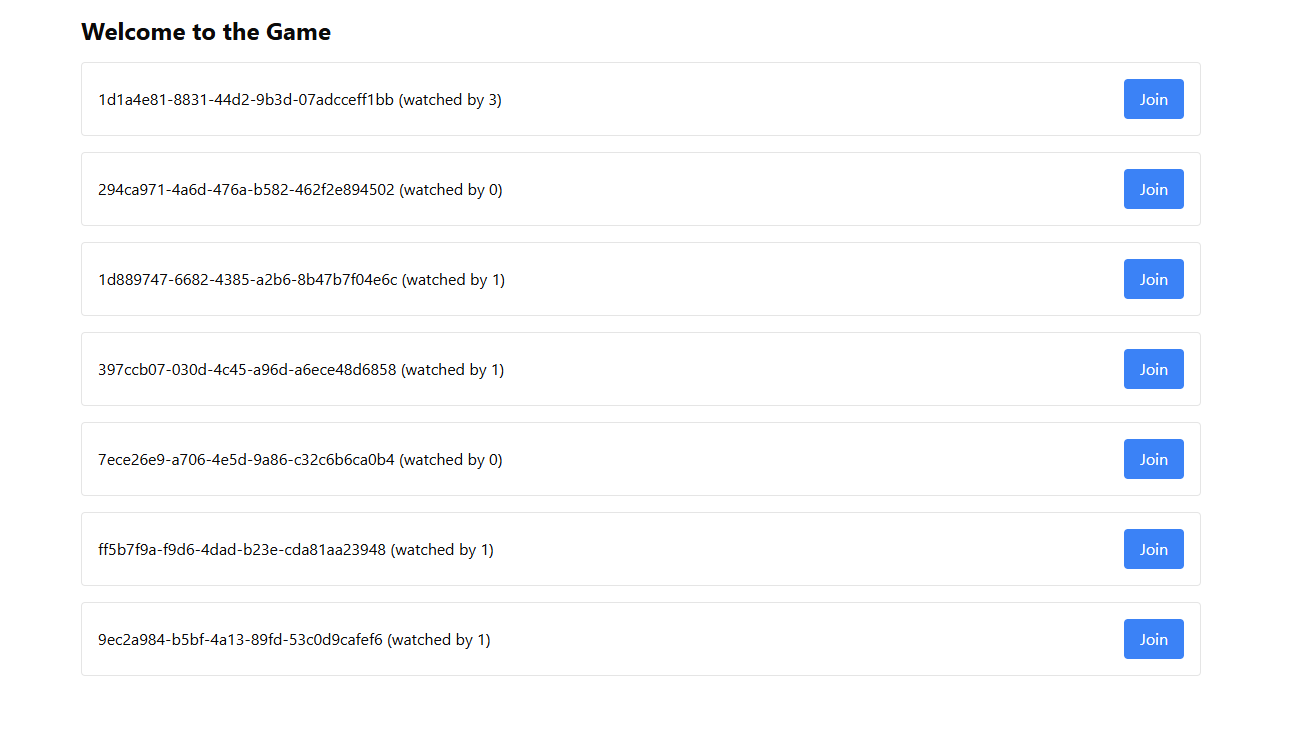 Welcome to the Game
1d1a4e81-8831-44d2-9b3d-07adcceff1bb (watched by 3)
Join
294ca971-4a6d-476a-b582-462f2e894502 (watched by 0)
Join
1d889747-6682-4385-a2b6-8b47b7f04e6c (watched by 1)
Join
397ccb07-030d-4c45-a96d-a6ece48d6858 (watched by 1)
Join
7ece26e9-a706-4e5d-9a86-c32c6b6ca0b4 (watched by 0)
Join
ff5b7f9a-f9d6-4dad-b23e-cda81aa23948 (watched by 1)
Join
9ec2a984-b5bf-4a13-89fd-53c0d9cafef6 (watched by 1)
Join